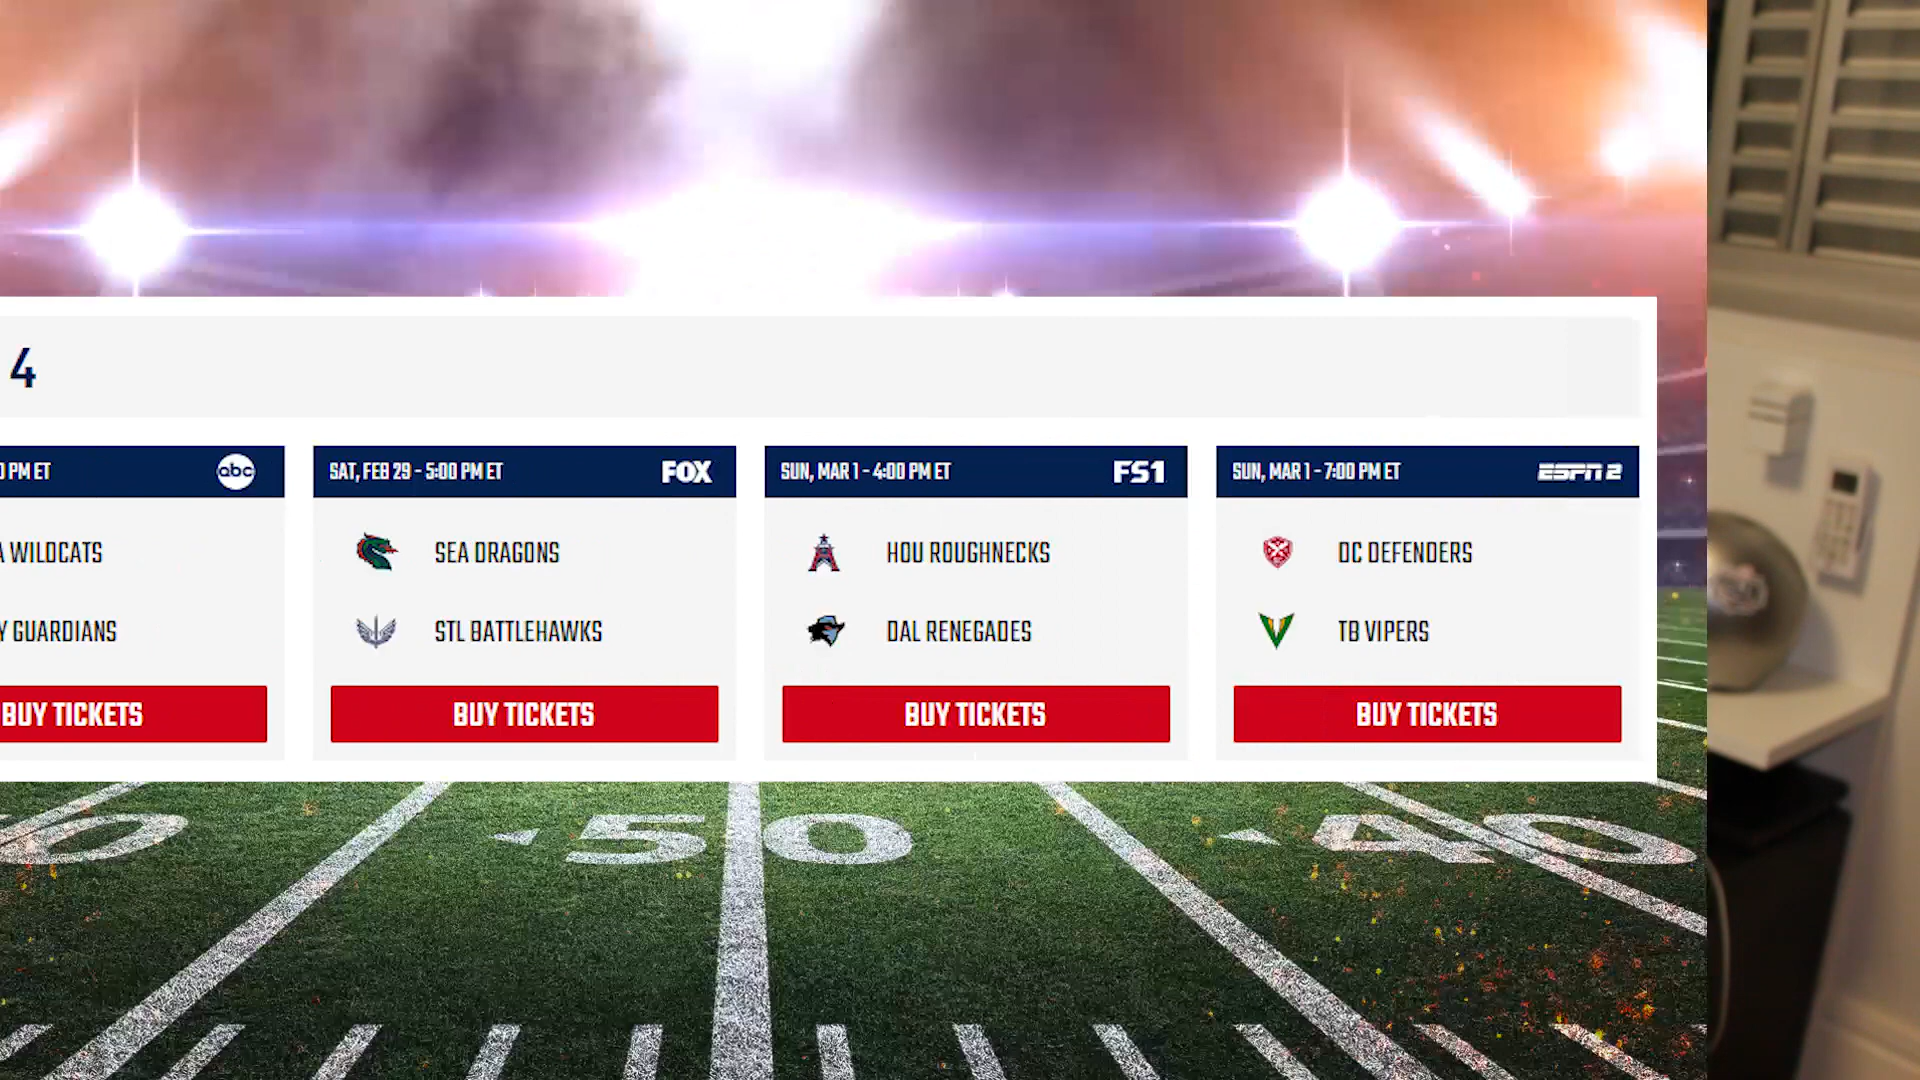 4
PM ET abc
WILDCATS
GUARDIANS
BUY TICKETS
SAT, FEB 29 - 5:00 PM ET FOX
SEA DRAGONS
STL BATTLEHAWKS
BUY TICKETS
SUN, MAR 1 - 4:00 PM ET FS1
HOU ROUGHNECKS
DAL RENEGADES
BUY TICKETS
SUN, MAR 1 - 7:00 PM ET ESPN 2
DC DEFENDERS
TB VIPERS
BUY TICKETS
0 50 40